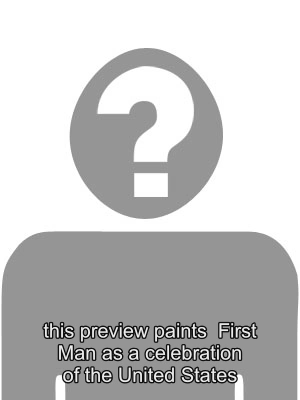 ?
this preview paints  First
Man as a celebration
of the United States